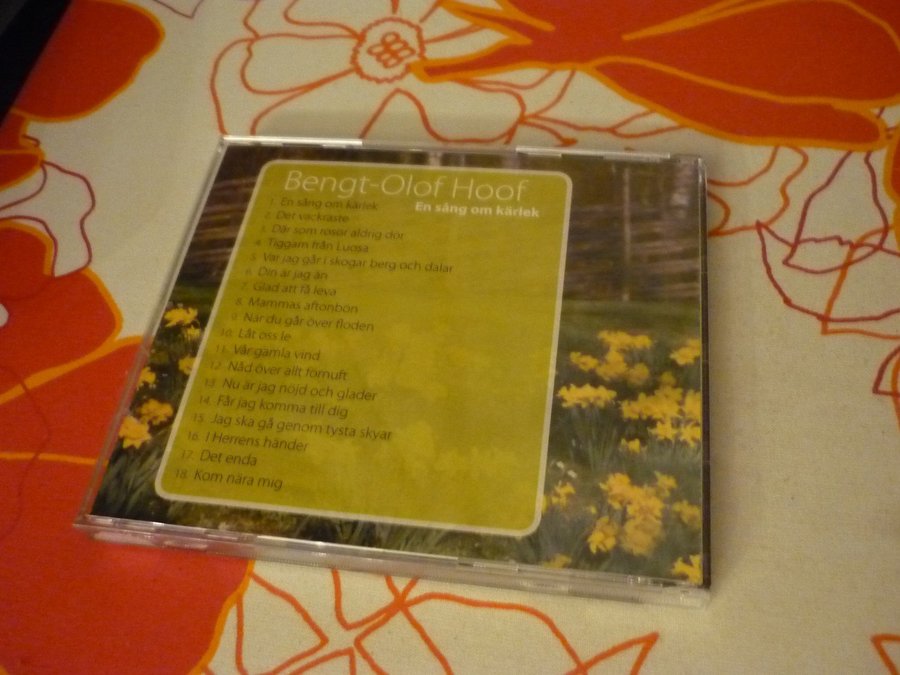 Bengt-Olof Hoof
En sång om kärlek
1. En sång om kärlek
2. Det vackraste
3. Där som rosor aldrig dör
4. Tiggarn från Luosa
5. Var jag går i skogar berg och dalar
6. Din är jag än
7. Glad att få leva
8. Mammas aftonbön
9. När du går över floden
10. Låt oss le
11. Vår gamla vind
12. Nåd över allt förnuft
13. Nu är jag nöjd och glader
14. Får jag komma till dig
15. Jag ska gå genom tysta skyar
16. I Herrens händer
17. Det enda
18. Kom nära mig